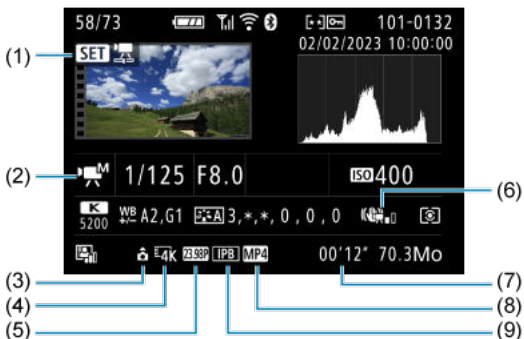 58/73 101-0132
(1) SET 02/02/2023 10:00:00
(2) M 1/125 F8.0 ISO 400
(6)
K 5200 WB +/- A2,G1 A 3,*,*,0,0,0
4K 23.98P IPB MP4 00'12" 70.3Mo
(3) (7)
(4) (8)
(5) (9)